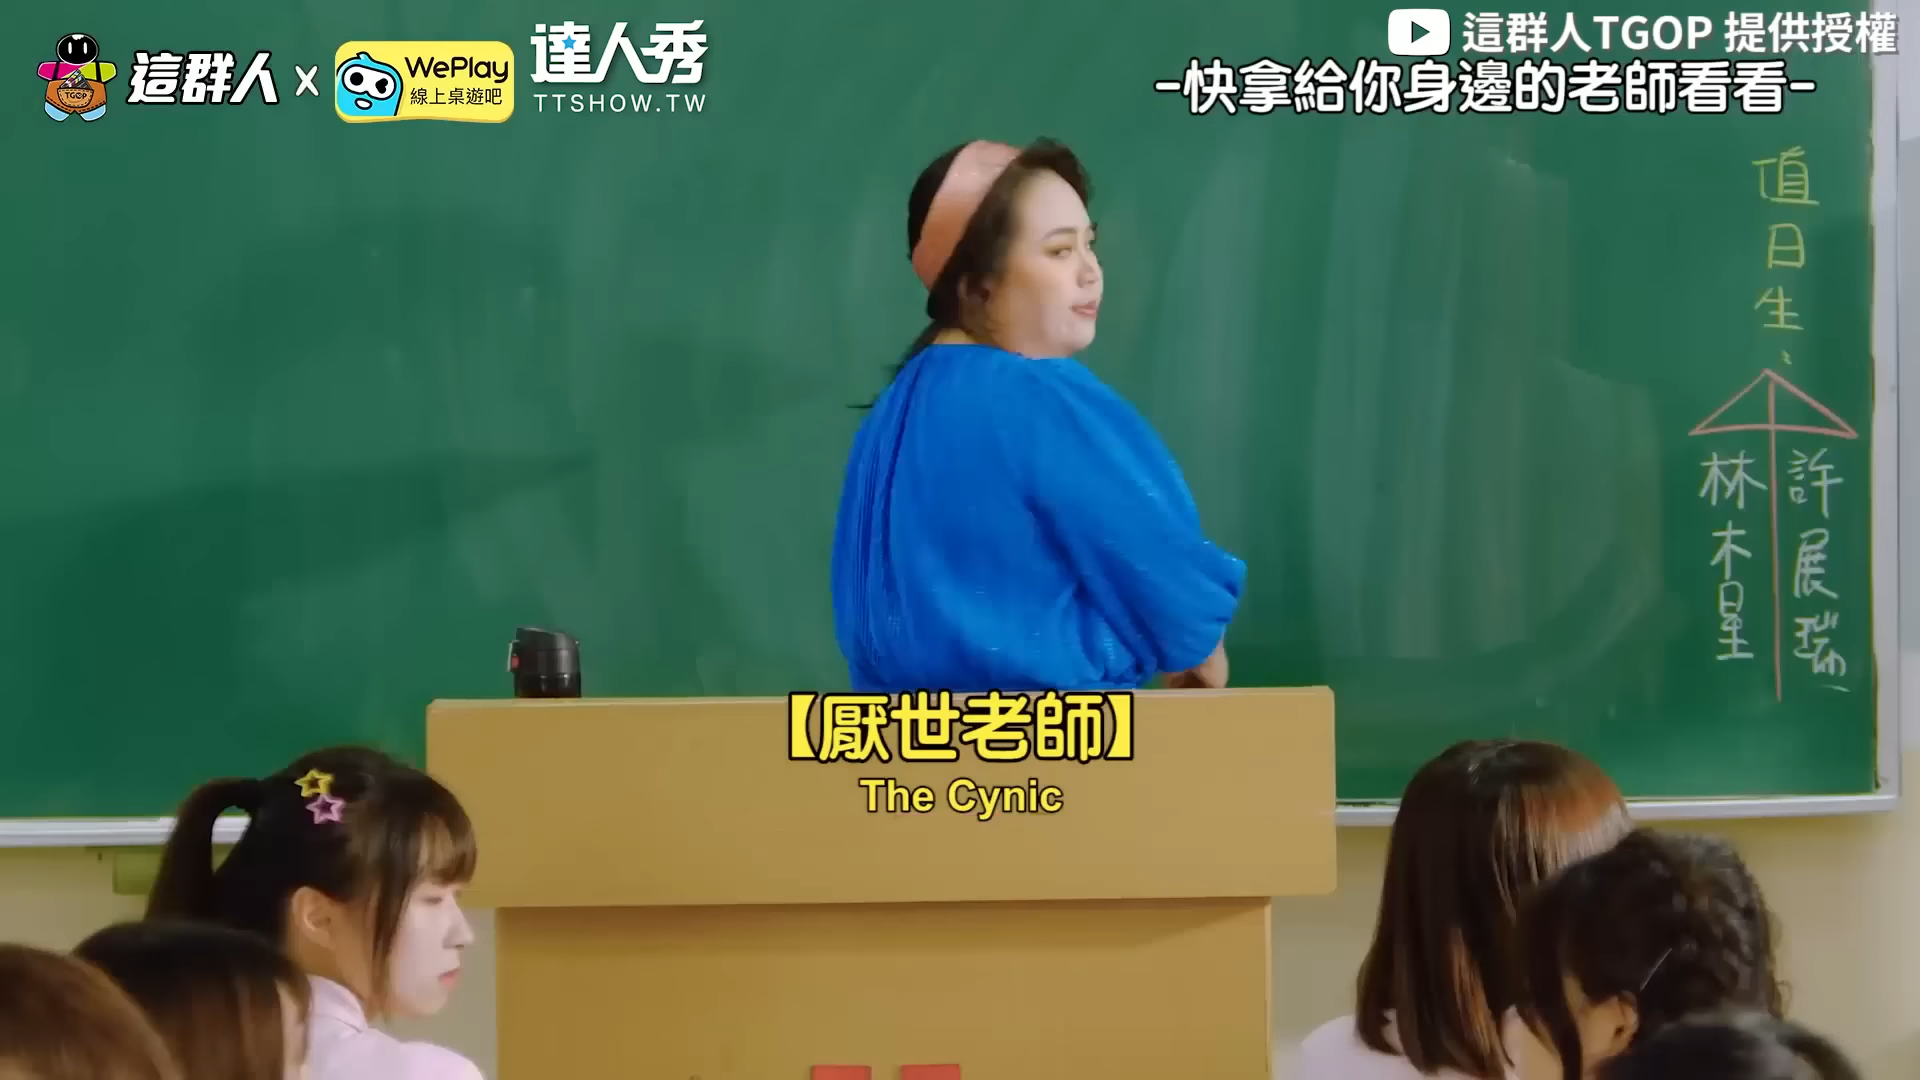 TGOP
這群人 x WePlay 線上桌遊吧
達人秀
TTSHOW.TW
這群人TGOP 提供授權
-快拿給你身邊的老師看看-
值日生:
林木星
許展瑞
【厭世老師】
The Cynic